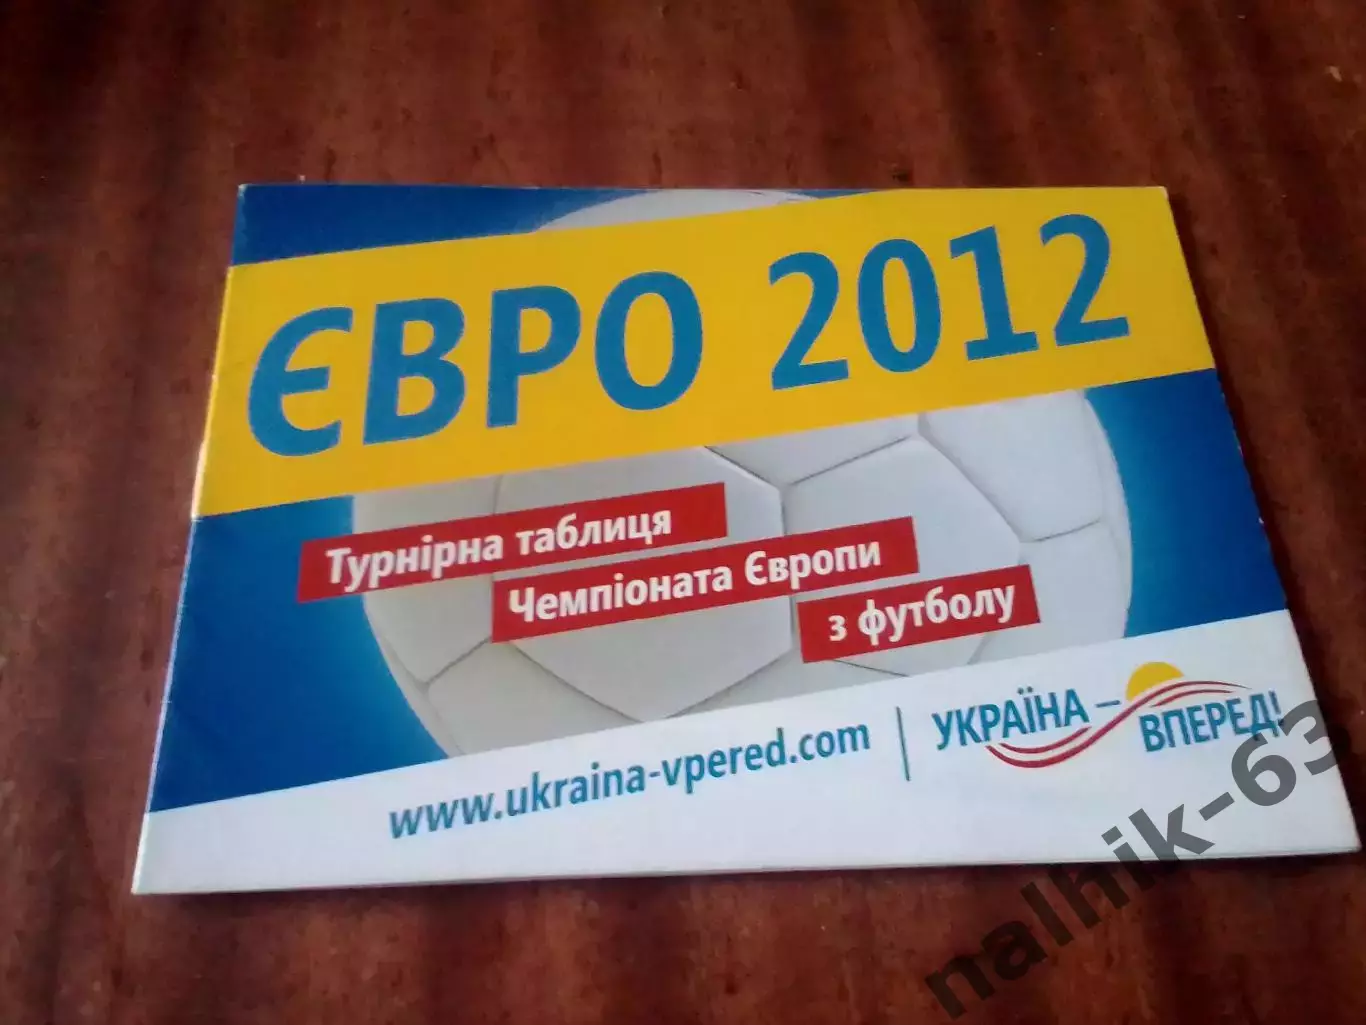 ЄВРО 2012
Турнірна таблиця
Чемпіоната Європи
з футболу
www.ukraina-vpered.com
УКРАЇНА –
ВПЕРЕД!
nalhik-63